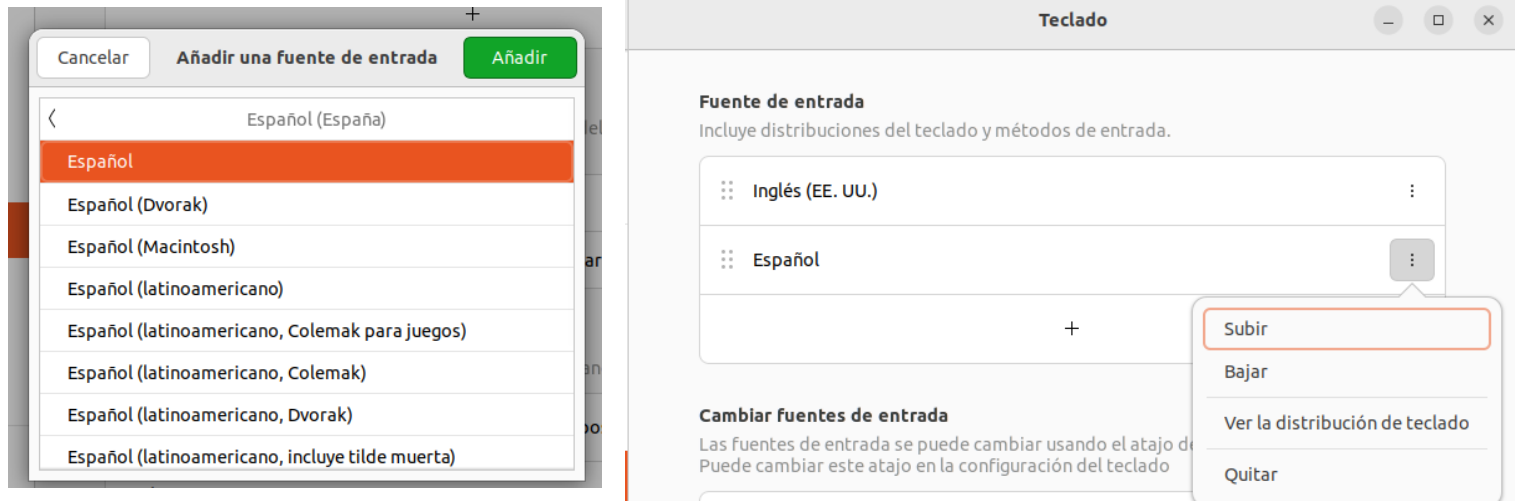 +
Cancelar
Añadir una fuente de entrada
Añadir
Español (España)
Español
Español (Dvorak)
Español (Macintosh)
Español (latinoamericano)
Español (latinoamericano, Colemak para juegos)
Español (latinoamericano, Colemak)
Español (latinoamericano, Dvorak)
Español (latinoamericano, incluye tilde muerta)
Teclado
Fuente de entrada
Incluye distribuciones del teclado y métodos de entrada.
Inglés (EE. UU.)
Español
+
Subir
Bajar
Ver la distribución de teclado
Quitar
Cambiar fuentes de entrada
Las fuentes de entrada se puede cambiar usando el atajo
Puede cambiar este atajo en la configuración del teclado